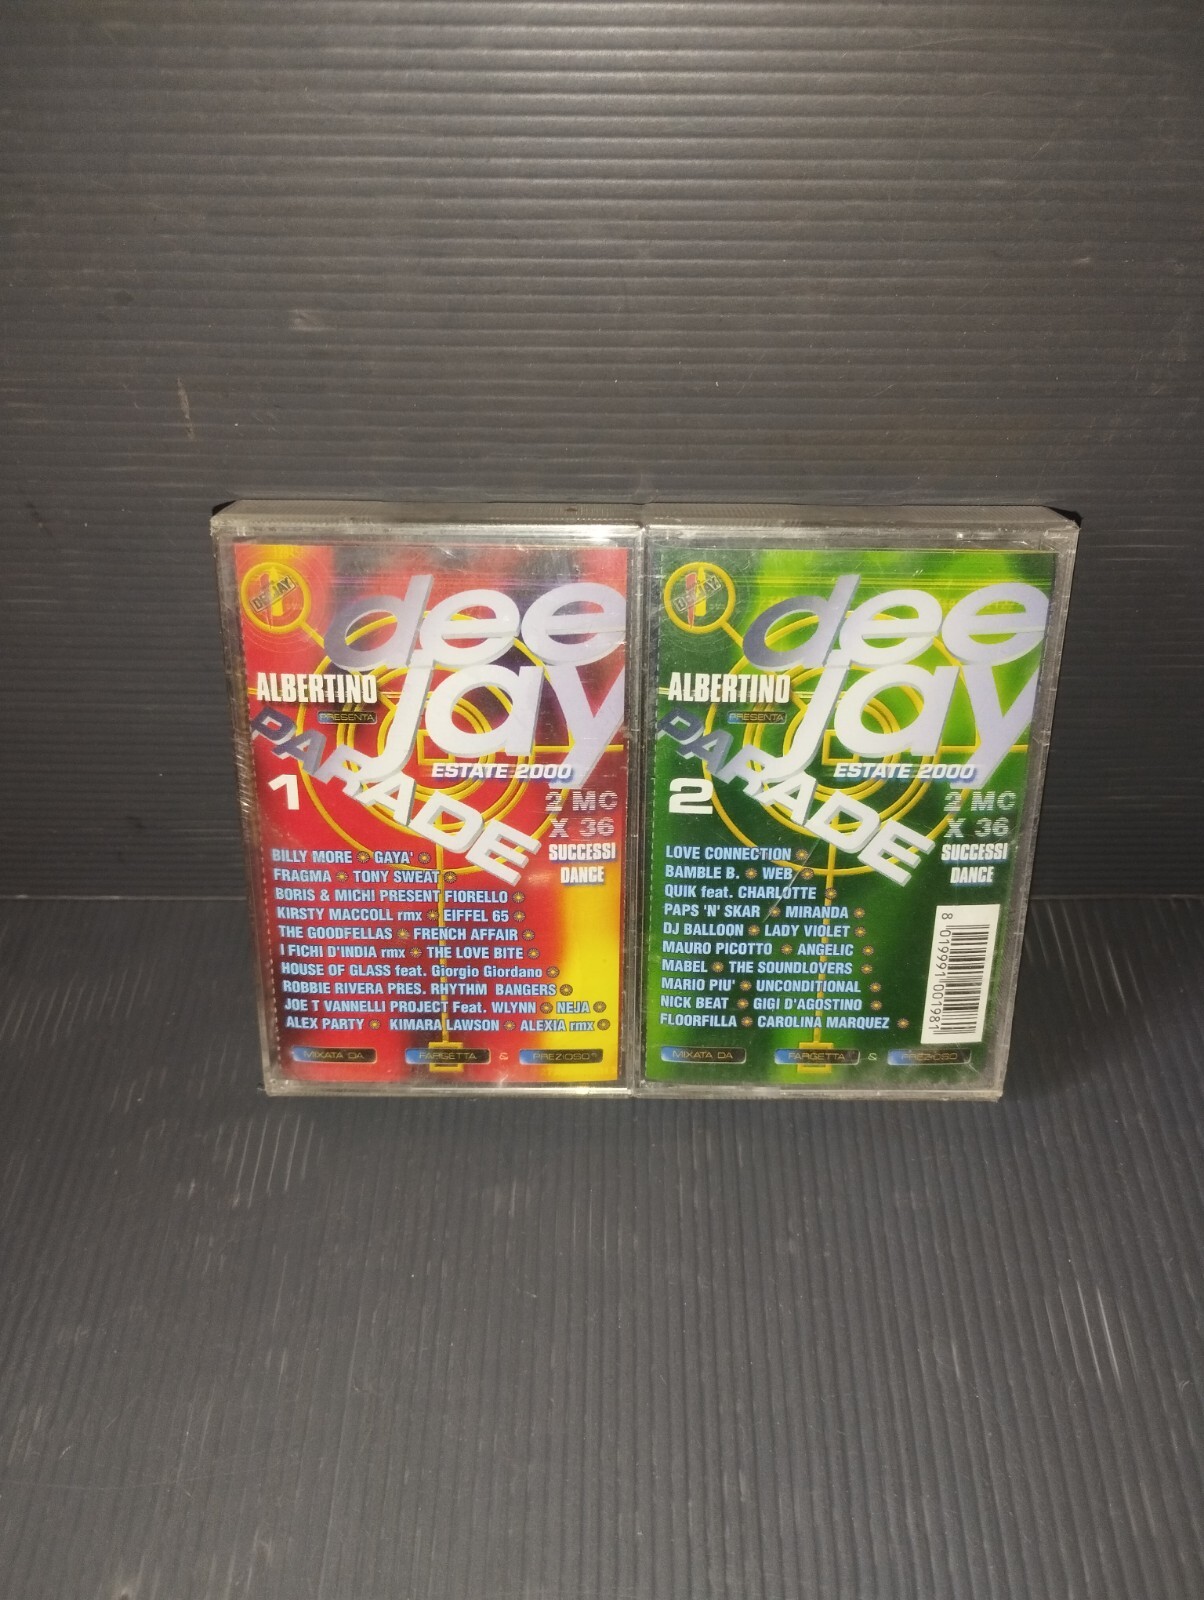 DEEJAY
dee
jay
ALBERTINO
PRESENTA
PARADE
ESTATE 2000
1
2 MC
X 36
SUCCESSI
DANCE
BILLY MORE GAYA'
FRAGMA TONY SWEAT
BORIS & MICHI PRESENT FIORELLO
KIRSTY MACCOLL rmx EIFFEL 65
THE GOODFELLAS FRENCH AFFAIR
I FICHI D'INDIA rmx THE LOVE BITE
HOUSE OF GLASS feat. Giorgio Giordano
ROBBIE RIVERA PRES. RHYTHM BANGERS
JOE T VANNELLI PROJECT Feat. WLYNN NEJA
ALEX PARTY KIMARA LAWSON ALEXIA rmx
MIXATA DA FARGETTA & PREZIOSO
DEEJAY
dee
jay
ALBERTINO
PRESENTA
PARADE
ESTATE 2000
2
2 MC
X 36
SUCCESSI
DANCE
LOVE CONNECTION
BAMBLE B. WEB
QUIK feat. CHARLOTTE
PAPS 'N' SKAR MIRANDA
DJ BALLOON LADY VIOLET
MAURO PICOTTO ANGELIC
MABEL THE SOUNDLOVERS
MARIO PIU' UNCONDITIONAL
NICK BEAT GIGI D'AGOSTINO
FLOORFILLA CAROLINA MARQUEZ
MIXATA DA FARGETTA & PREZIOSO
8 019991 001981